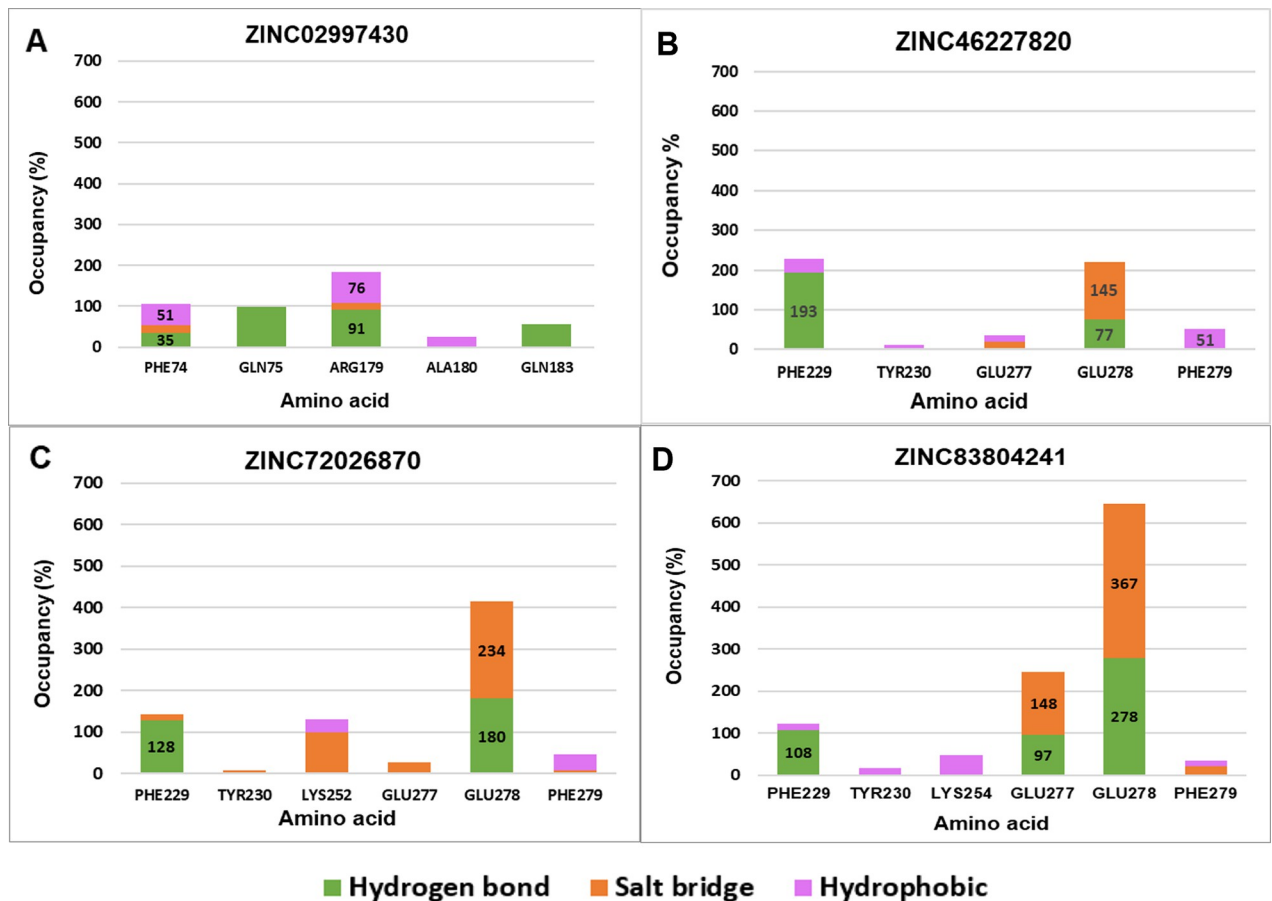 A
ZINC02997430
700
600
500
400
300
200
100
0
Occupancy (%)
51
35
76
91
PHE74 GLN75 ARG179 ALA180 GLN183
Amino acid
B
ZINC46227820
700
600
500
400
300
200
100
0
Occupancy %
193
145
77
51
PHE229 TYR230 GLU277 GLU278 PHE279
Amino acid
C
ZINC72026870
700
600
500
400
300
200
100
0
Occupancy (%)
128
234
180
PHE229 TYR230 LYS252 GLU277 GLU278 PHE279
Amino acid
D
ZINC83804241
700
600
500
400
300
200
100
0
Occupancy (%)
108
148
97
367
278
PHE229 TYR230 LYS254 GLU277 GLU278 PHE279
Amino acid
Hydrogen bond Salt bridge Hydrophobic